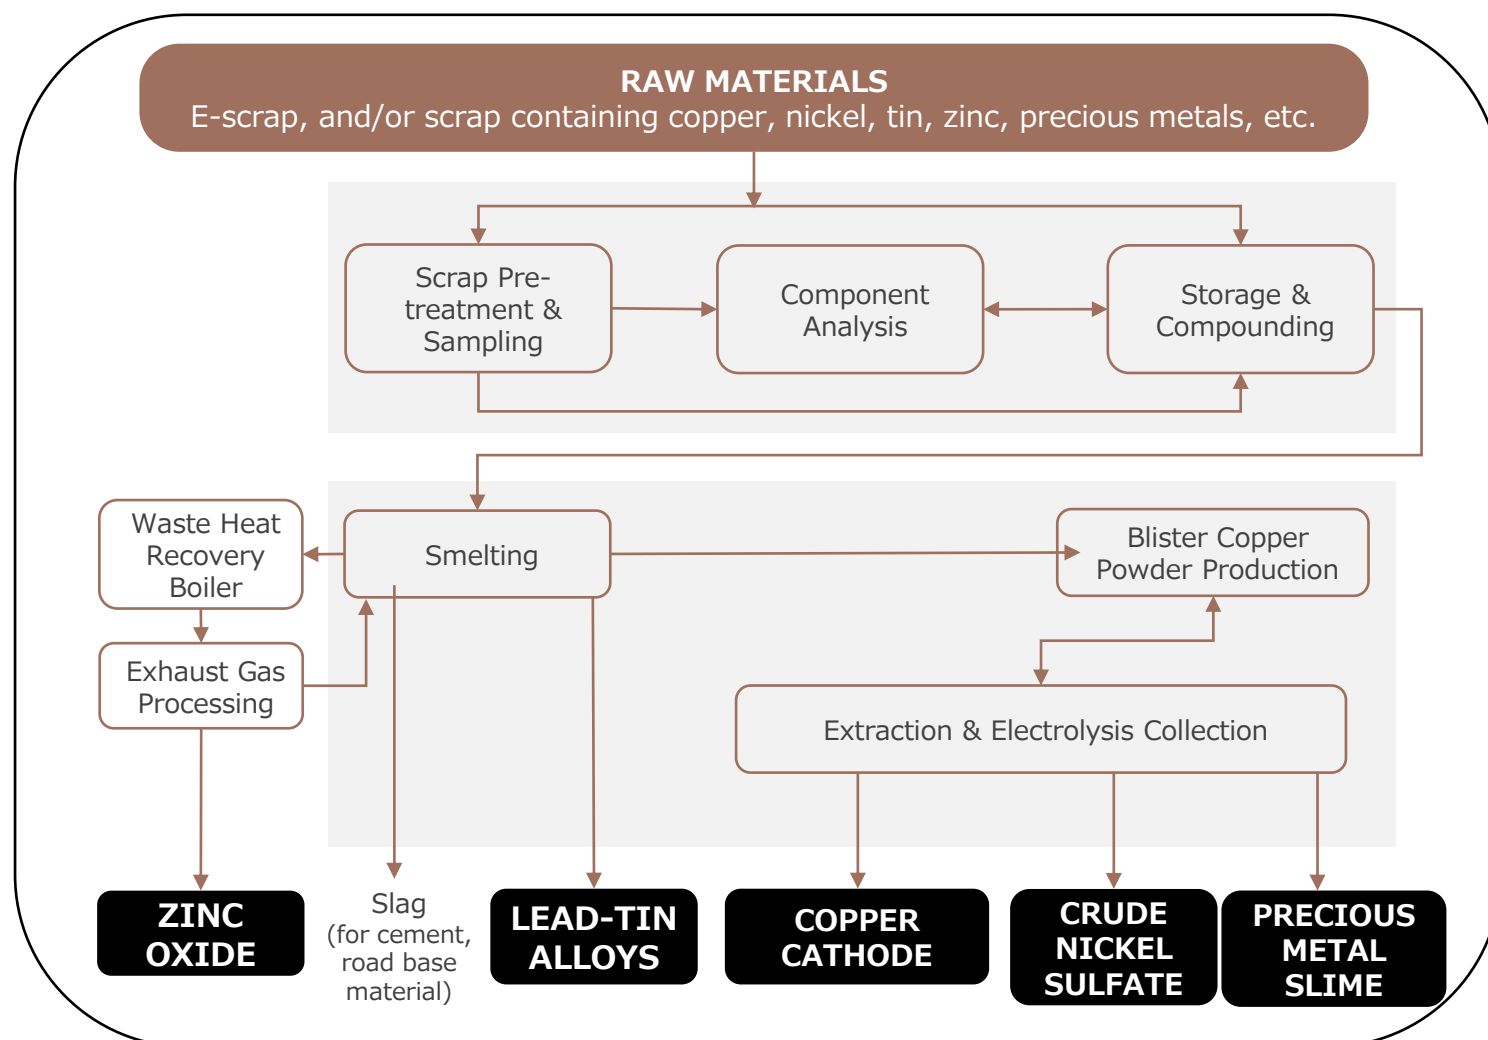 RAW MATERIALS
E-scrap, and/or scrap containing copper, nickel, tin, zinc, precious metals, etc.
Scrap Pre-
treatment &
Sampling
Component
Analysis
Storage &
Compounding
Waste Heat
Recovery
Boiler
Smelting
Blister Copper
Powder Production
Exhaust Gas
Processing
Extraction & Electrolysis Collection
ZINC
OXIDE
Slag
(for cement,
road base
material)
LEAD-TIN
ALLOYS
COPPER
CATHODE
CRUDE
NICKEL
SULFATE
PRECIOUS
METAL
SLIME